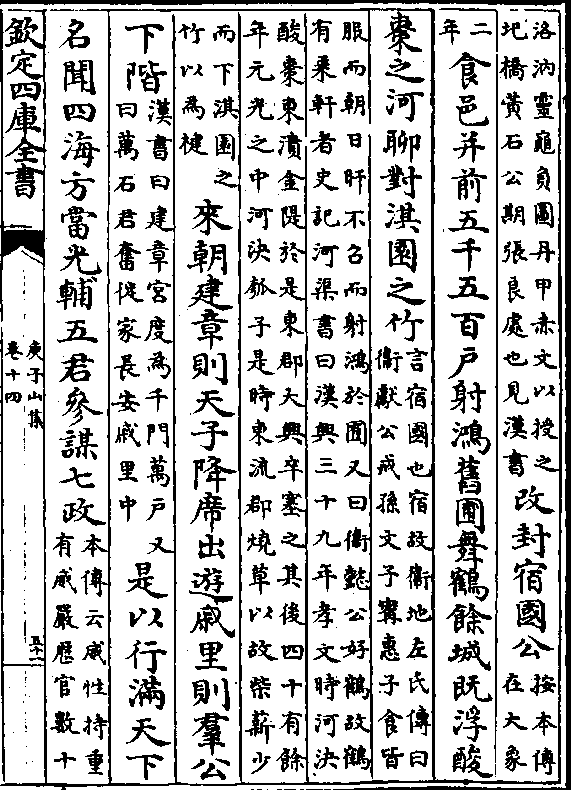 洛汭靈龜負圖丹甲赤文以授之
圯橋黃石公期張良處也見漢書
改封宿國公
按本傳
在大象
二
年
食邑并前五千五百戶射鴻舊圃舞鶴餘城既浮酸
棗之河聊對淇園之竹
言宿國也宿故衞地左氏傳曰
衞獻公戒孫文子甯惠子食皆
服而朝日旰不召而射鴻於囿又曰衞懿公好鶴故鶴
有乗軒者史記河渠書曰漢興三十九年孝文時河決
酸棗東潰金隄於是東郡大興卒塞之其後四十有餘
年元光之中河決瓠子是時東流郡燒草以故柴薪少
而下淇園之
竹以為楗
來朝建章則天子降席出遊戚里則羣公
下階
漢書曰建章宮度為千門萬戶又
曰萬石君奮徙家長安戚里中
是以行滿天下
名聞四海方當光輔五君參謀七政
本傳云威性持重
有威嚴歷官數十
欽定四庫全書
庾子山集
卷十四
五十二